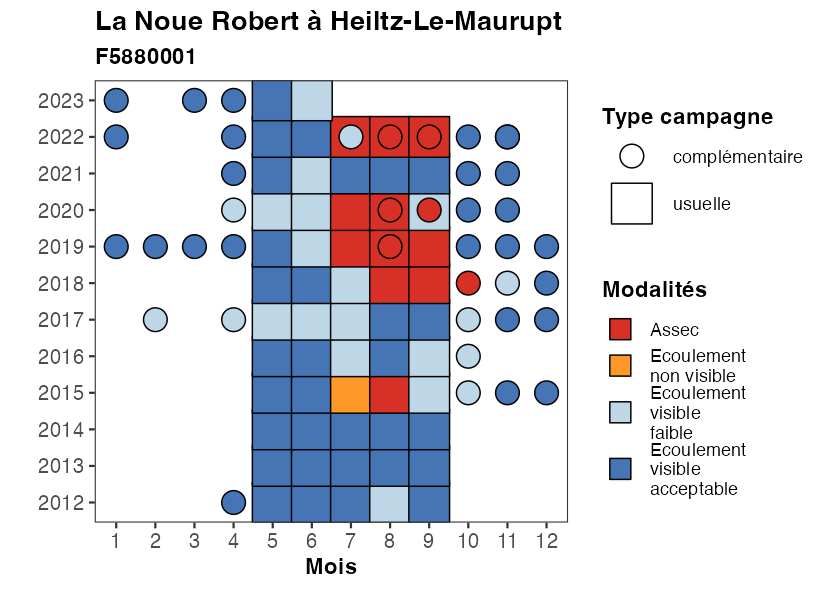 La Noue Robert à Heiltz-Le-Maurupt
F5880001
2023
2022
2021
2020
2019
2018
2017
2016
2015
2014
2013
2012
1 2 3 4 5 6 7 8 9 10 11 12
Mois
Type campagne
complémentaire
usuelle
Modalités
Assec
Ecoulement
non visible
Ecoulement
visible
faible
Ecoulement
visible
acceptable